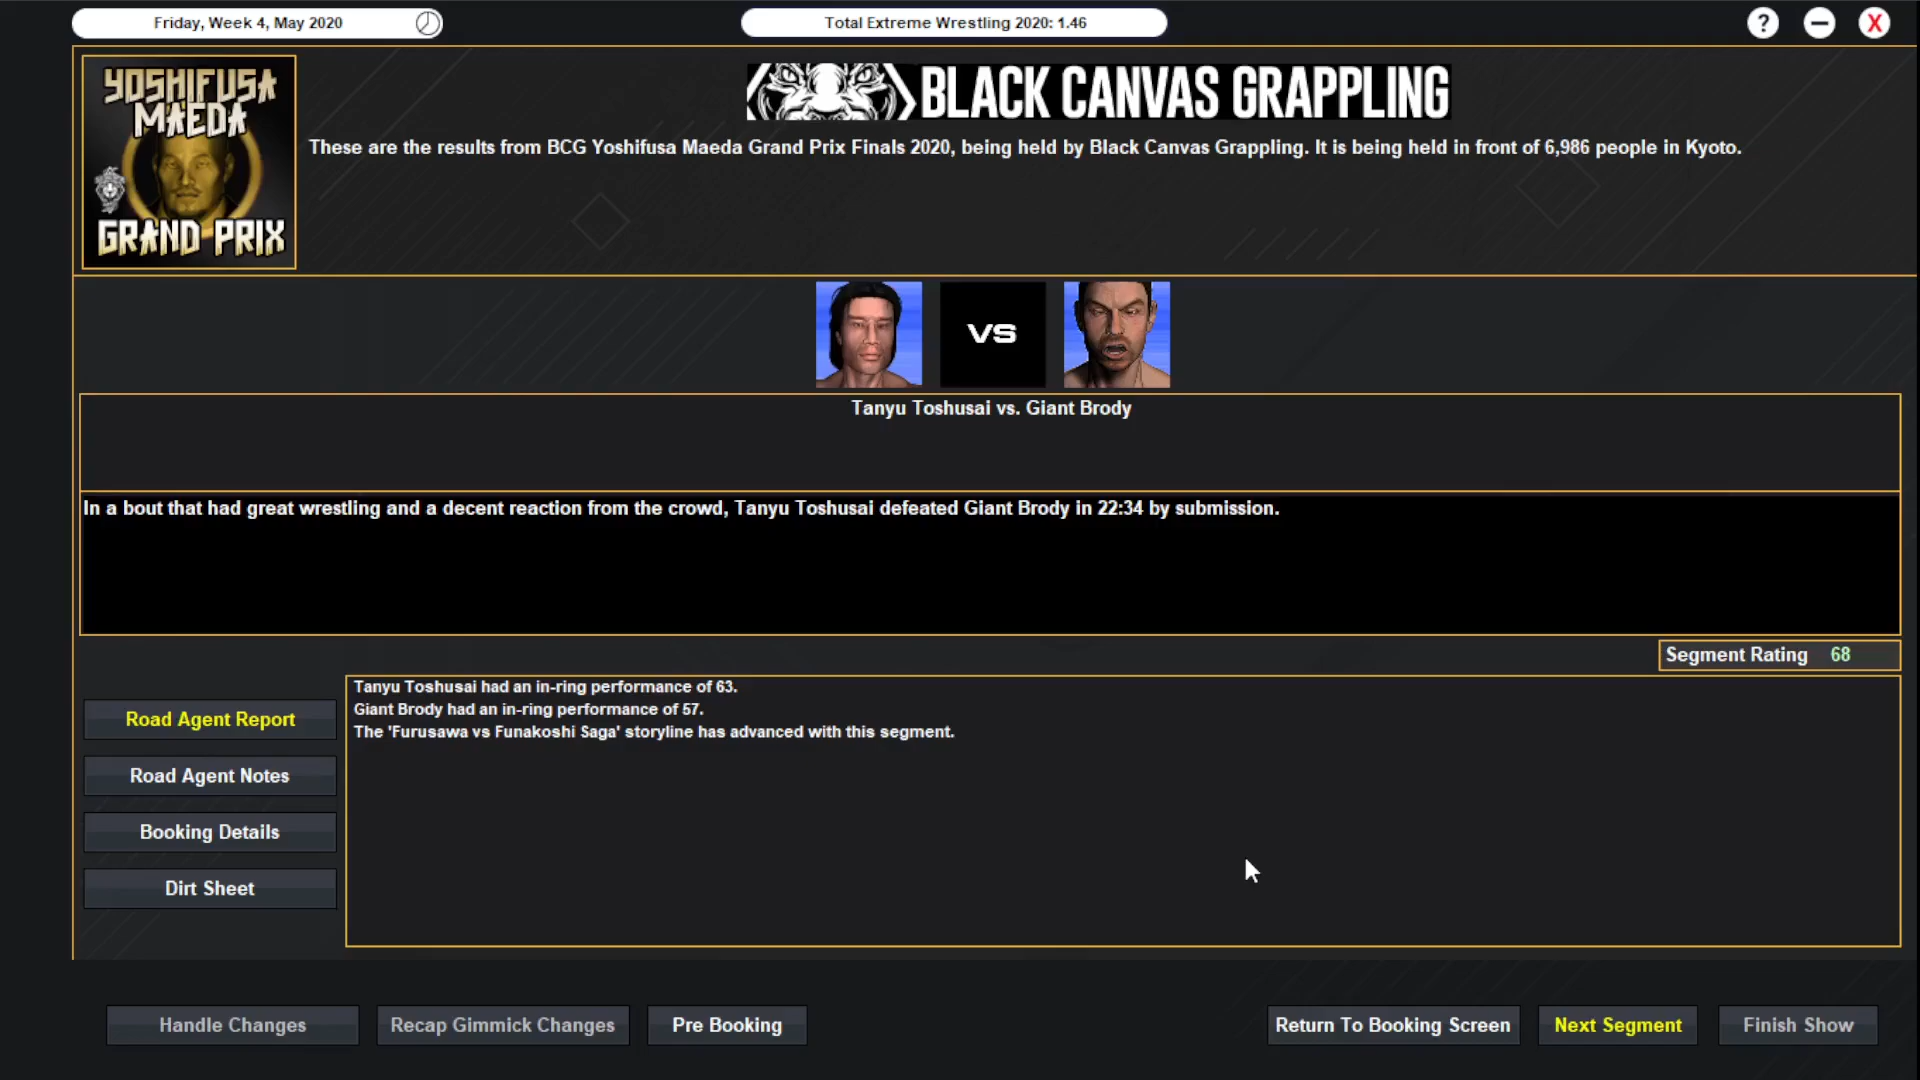 Friday, Week 4, May 2020
Total Extreme Wrestling 2020: 1.46
?
X
YOSHIFUSA
MAEDA
GRAND PRIX
BLACK CANVAS GRAPPLING
These are the results from BCG Yoshifusa Maeda Grand Prix Finals 2020, being held by Black Canvas Grappling. It is being held in front of 6,986 people in Kyoto.
VS
Tanyu Toshusai vs. Giant Brody
In a bout that had great wrestling and a decent reaction from the crowd, Tanyu Toshusai defeated Giant Brody in 22:34 by submission.
Segment Rating 68
Road Agent Report
Road Agent Notes
Booking Details
Dirt Sheet
Tanyu Toshusai had an in-ring performance of 63.
Giant Brody had an in-ring performance of 57.
The 'Furusawa vs Funakoshi Saga' storyline has advanced with this segment.
Handle Changes
Recap Gimmick Changes
Pre Booking
Return To Booking Screen
Next Segment
Finish Show